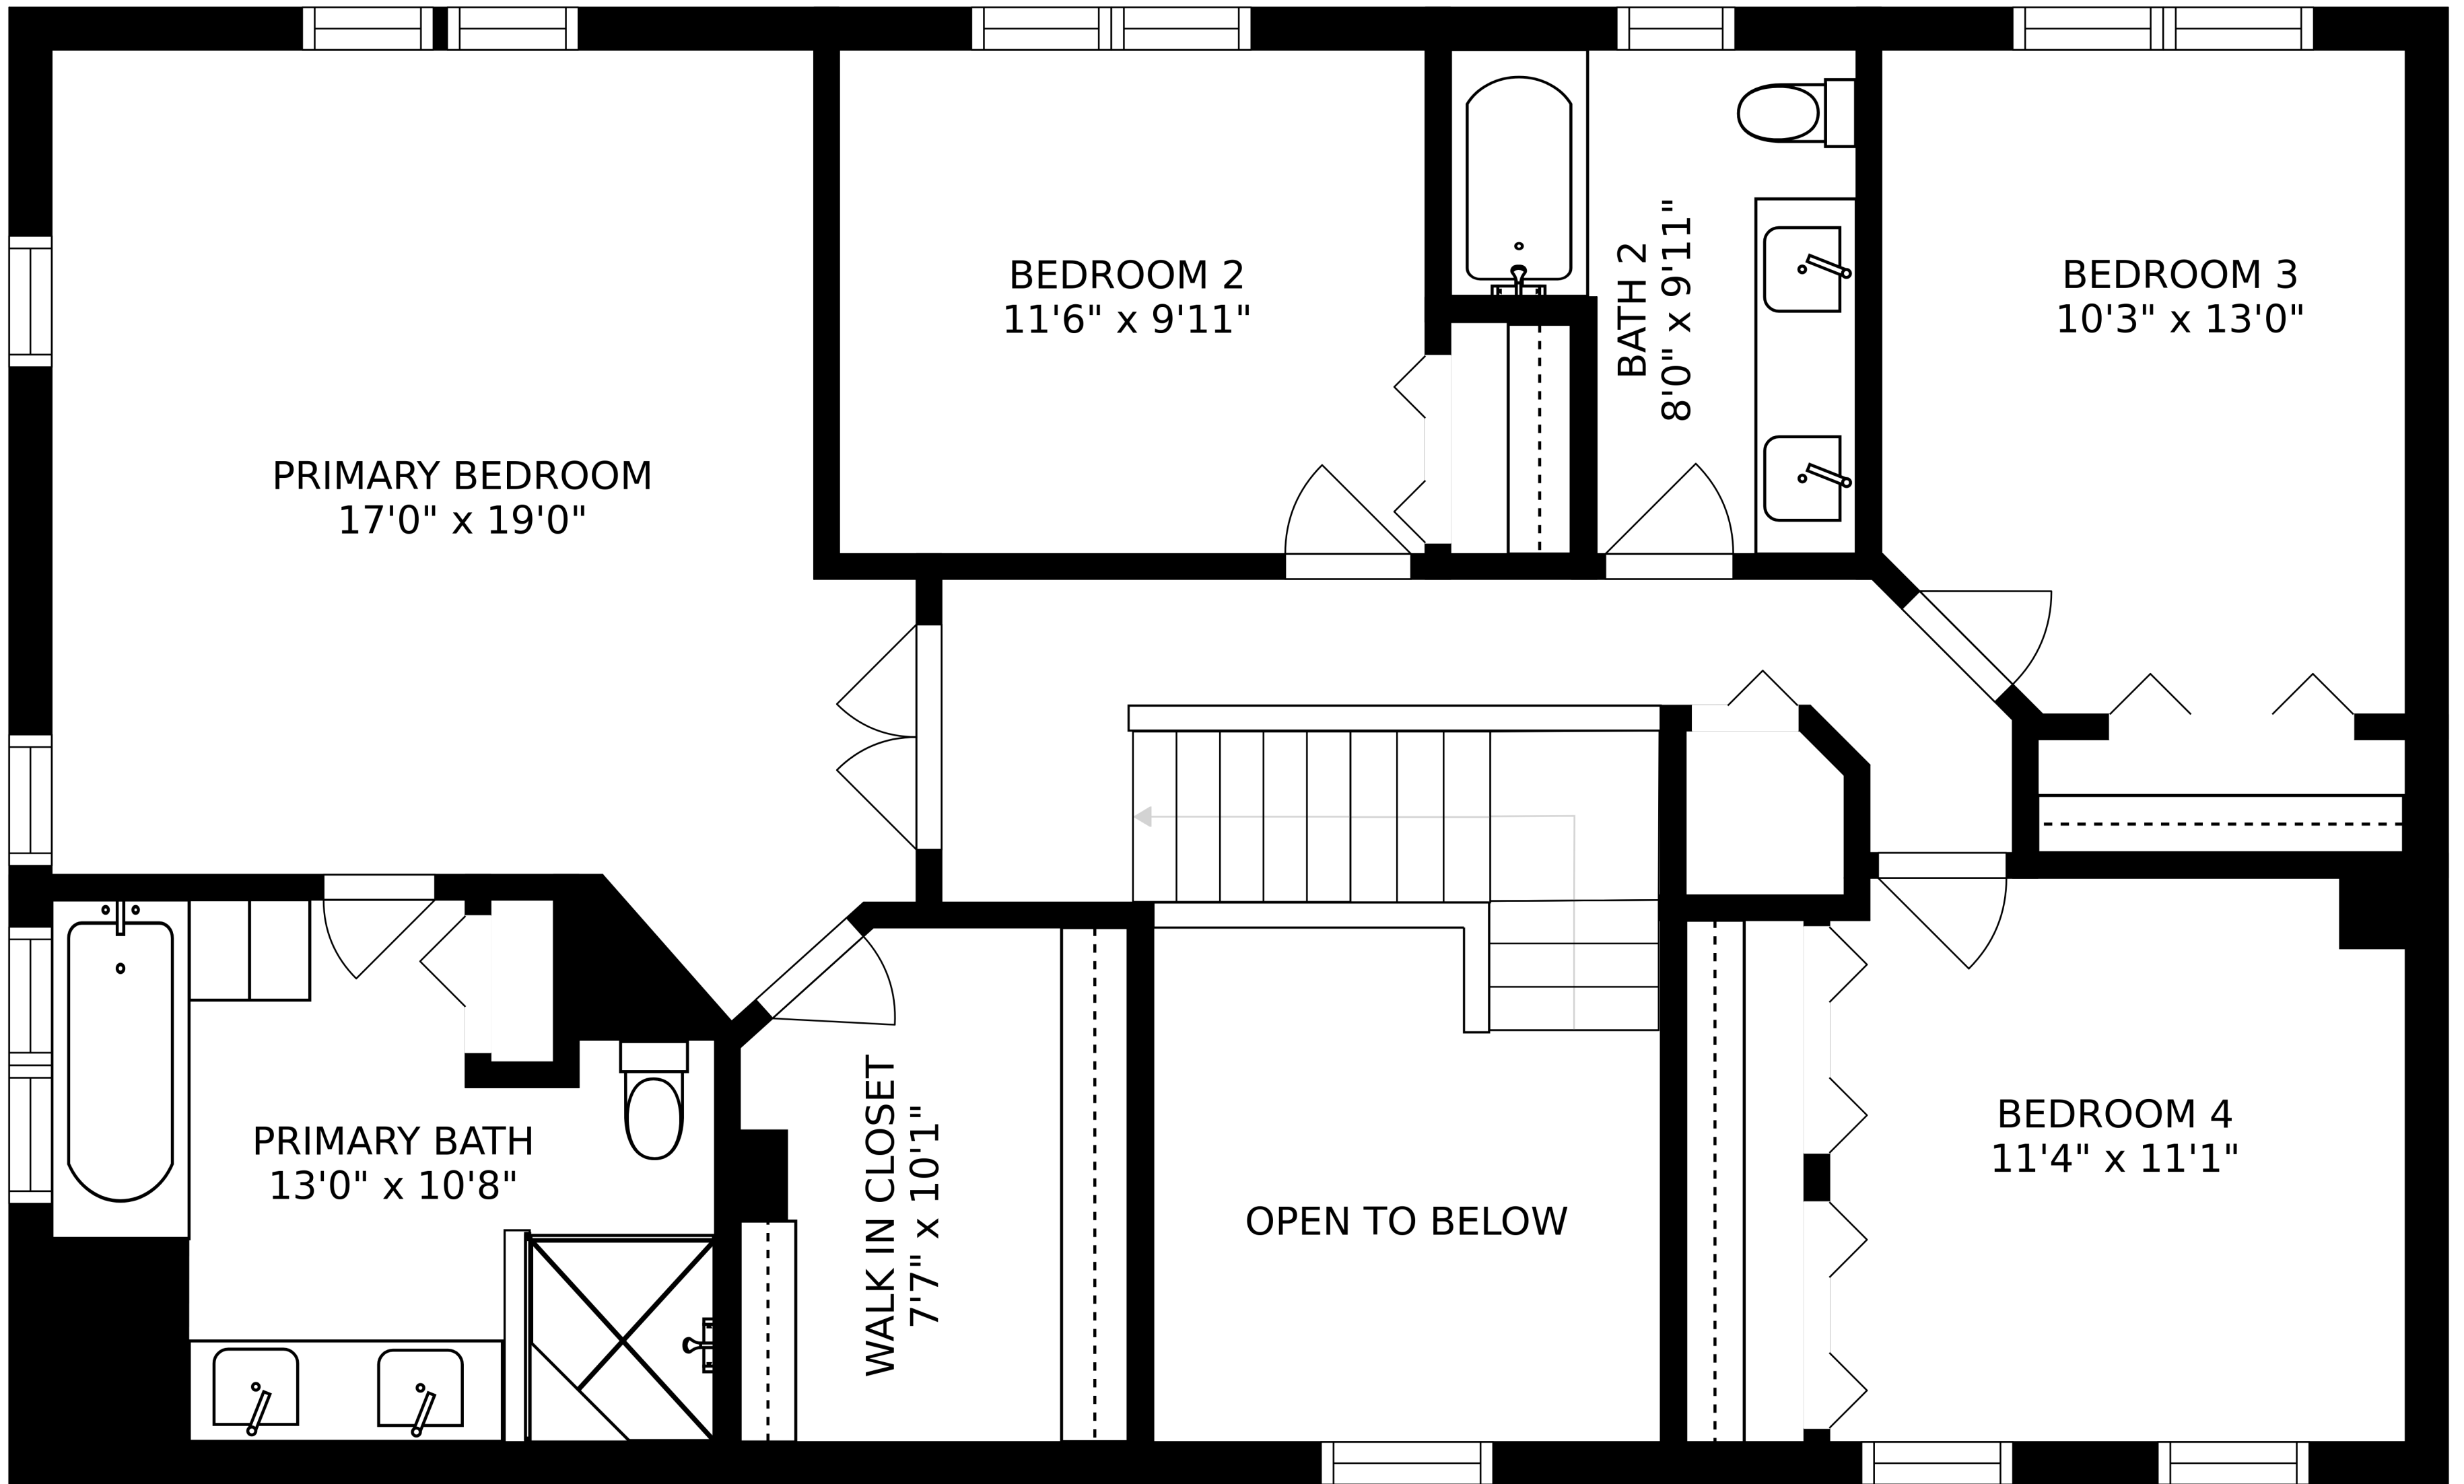 PRIMARY BEDROOM
17'0" x 19'0"
BEDROOM 2
11'6" x 9'11"
BATH 2
8'0" x 9'11"
BEDROOM 3
10'3" x 13'0"
PRIMARY BATH
13'0" x 10'8"
WALK IN CLOSET
7'7" x 10'1"
OPEN TO BELOW
BEDROOM 4
11'4" x 11'1"